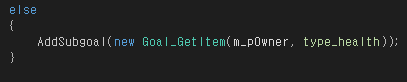 else
{
    AddSubgoal(new Goal_GetItem(m_pOwner, type_health));
}